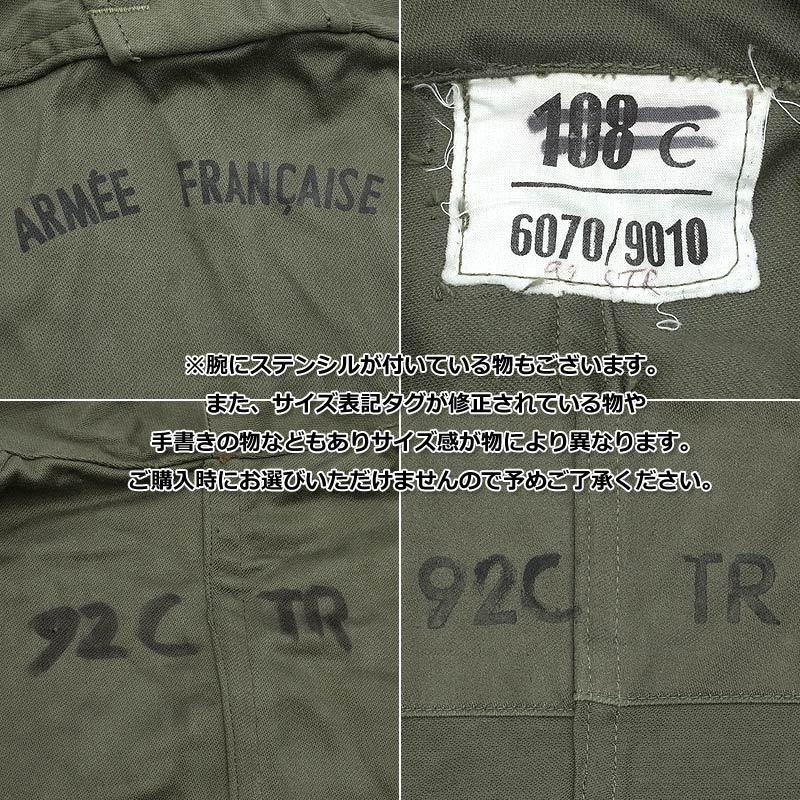 ARMÉE FRANÇAISE
108 C
6070/9010
92 CTR
※腕にステンシルが付いている物もございます。
また、サイズ表記タグが修正されている物や
手書きの物などもありサイズ感が物により異なります。
ご購入時にお選びいただけませんので予めご了承ください。
92C TR
92C TR